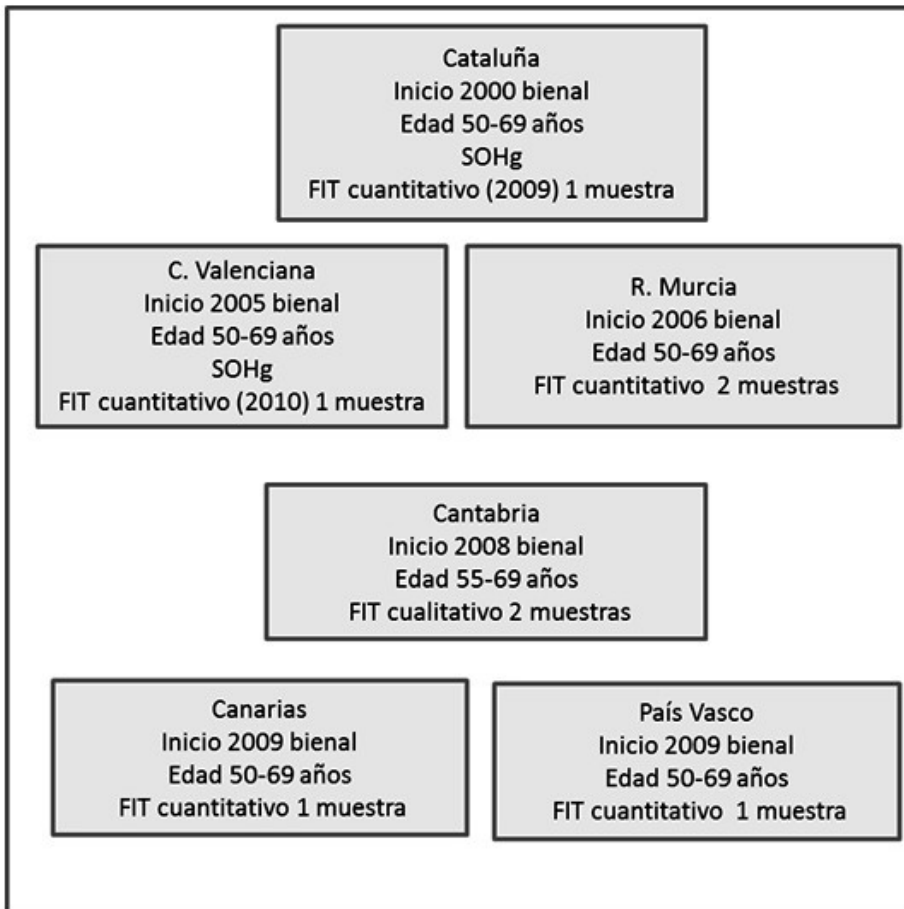 Cataluña
Inicio 2000 bienal
Edad 50-69 años
SOHg
FIT cuantitativo (2009) 1 muestra
C. Valenciana
Inicio 2005 bienal
Edad 50-69 años
SOHg
FIT cuantitativo (2010) 1 muestra
R. Murcia
Inicio 2006 bienal
Edad 50-69 años
FIT cuantitativo 2 muestras
Cantabria
Inicio 2008 bienal
Edad 55-69 años
FIT cualitativo 2 muestras
Canarias
Inicio 2009 bienal
Edad 50-69 años
FIT cuantitativo 1 muestra
País Vasco
Inicio 2009 bienal
Edad 50-69 años
FIT cuantitativo 1 muestra